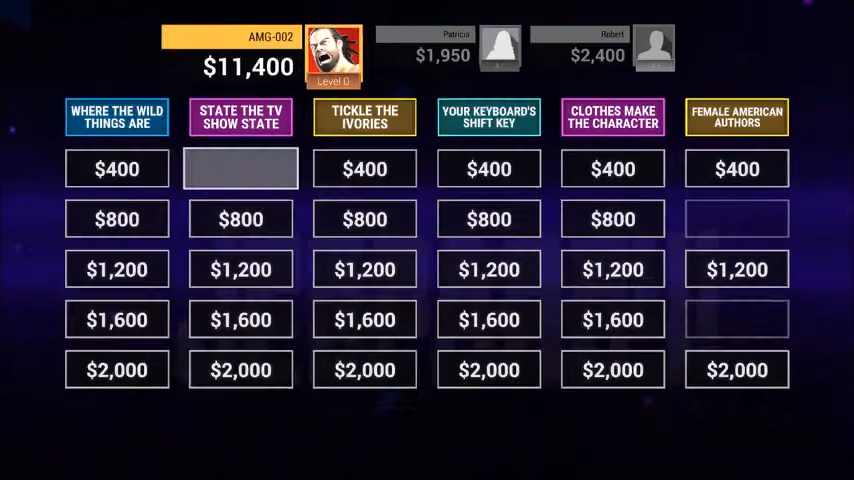 AMG-002
$11,400
Level 0
Patricia
$1,950
Robert
$2,400
WHERE THE WILD
THINGS ARE
STATE THE TV
SHOW STATE
TICKLE THE
IVORIES
YOUR KEYBOARD'S
SHIFT KEY
CLOTHES MAKE
THE CHARACTER
FEMALE AMERICAN
AUTHORS
$400
$400
$400
$400
$400
$800
$800
$800
$800
$800
$1,200
$1,200
$1,200
$1,200
$1,200
$1,200
$1,600
$1,600
$1,600
$1,600
$1,600
$2,000
$2,000
$2,000
$2,000
$2,000
$2,000